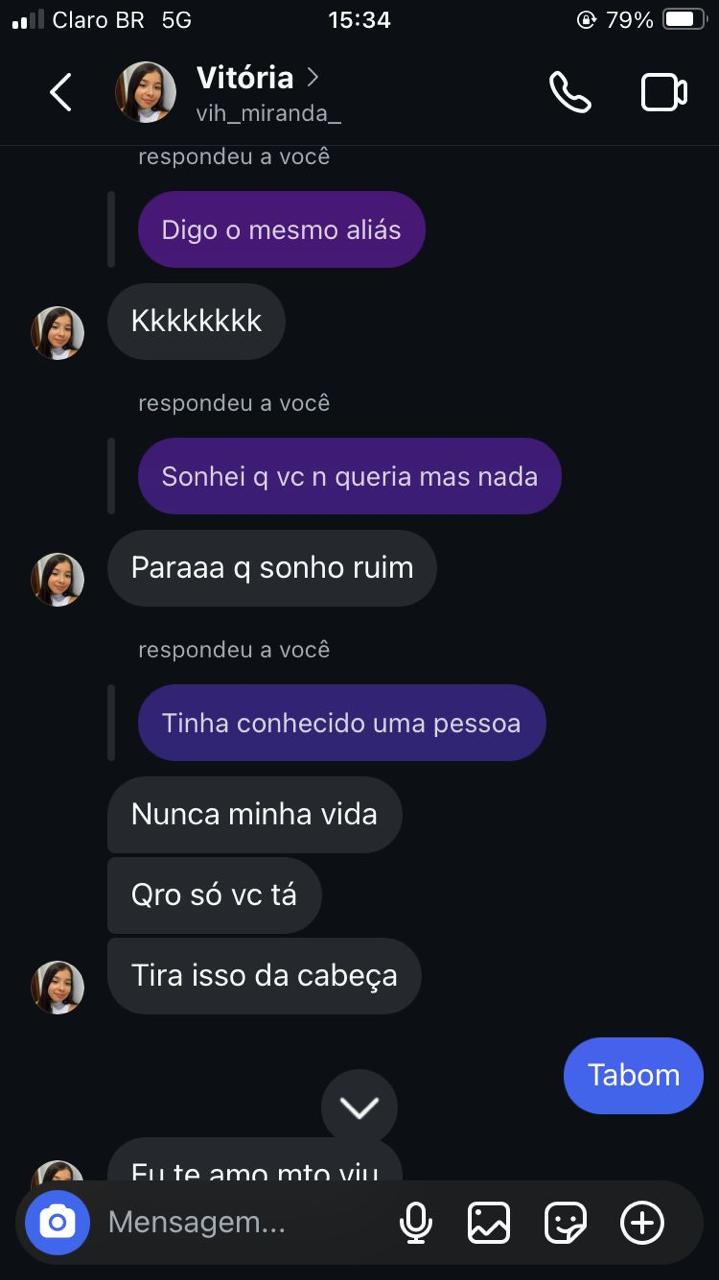 Claro BR 5G 15:34 79%
Vitória
vih_miranda_
respondeu a você
Digo o mesmo aliás
Kkkkkkkk
respondeu a você
Sonhei q vc n queria mas nada
Paraaa q sonho ruim
respondeu a você
Tinha conhecido uma pessoa
Nunca minha vida
Qro só vc tá
Tira isso da cabeça
Tabom
Eu te amo mto viu
Mensagem...